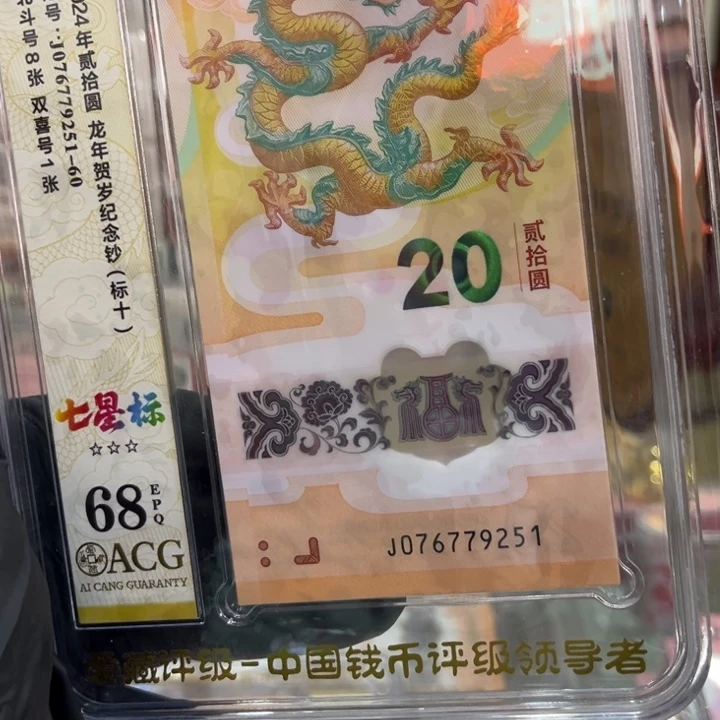 2024年贰拾圆 龙年贺岁纪念钞(标十)
号:J076779251-60
北斗号8张 双喜号1张
七星标
☆☆☆
68
EPQ
ACG
AI CANG GUARANTY
20
贰拾圆
J076779251
藏评级-中国钱币评级领导者